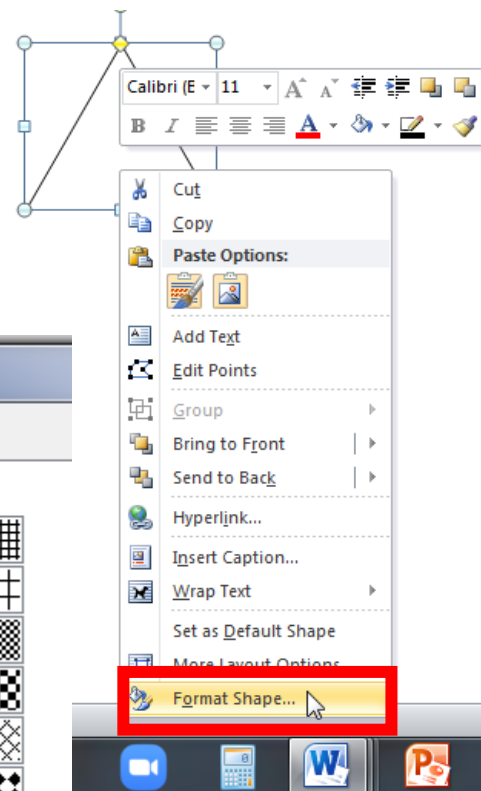 Calibri (E 11 A A
B I A
Cut
Copy
Paste Options:
A
Add Text
Edit Points
Group
Bring to Front
Send to Back
Hyperlink...
Insert Caption...
Wrap Text
Set as Default Shape
More Layout Options
Format Shape...
W P